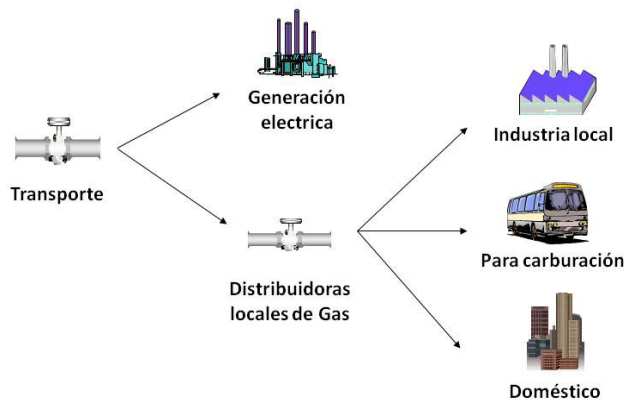 Generación
electrica
Industria local
Transporte
Distribuidoras
locales de Gas
Para carburación
Doméstico